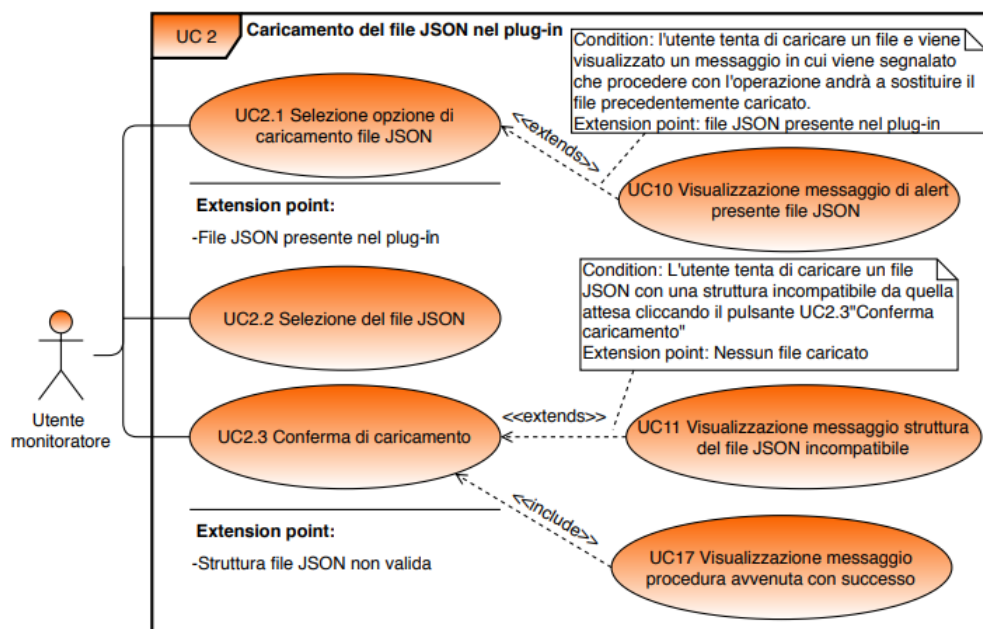 UC 2
Caricamento del file JSON nel plug-in
Condition: l'utente tenta di caricare un file e viene
visualizzato un messaggio in cui viene segnalato
che procedere con l'operazione andrà a sostituire il
file precedentemente caricato.
Extension point: file JSON presente nel plug-in
UC2.1 Selezione opzione di
caricamento file JSON
<<extends>>
UC10 Visualizzazione messaggio di alert
presente file JSON
Extension point:
-File JSON presente nel plug-in
Condition: L'utente tenta di caricare un file
JSON con una struttura incompatibile da quella
attesa cliccando il pulsante UC2.3"Conferma
caricamento"
Extension point: Nessun file caricato
UC2.2 Selezione del file JSON
Utente
monitoratore
<<extends>>
UC2.3 Conferma di caricamento
UC11 Visualizzazione messaggio struttura
del file JSON incompatibile
<<include>>
Extension point:
-Struttura file JSON non valida
UC17 Visualizzazione messaggio
procedura avvenuta con successo